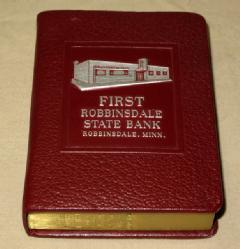 FIRST
ROBBINSDALE
STATE BANK
ROBBINSDALE, MINN.